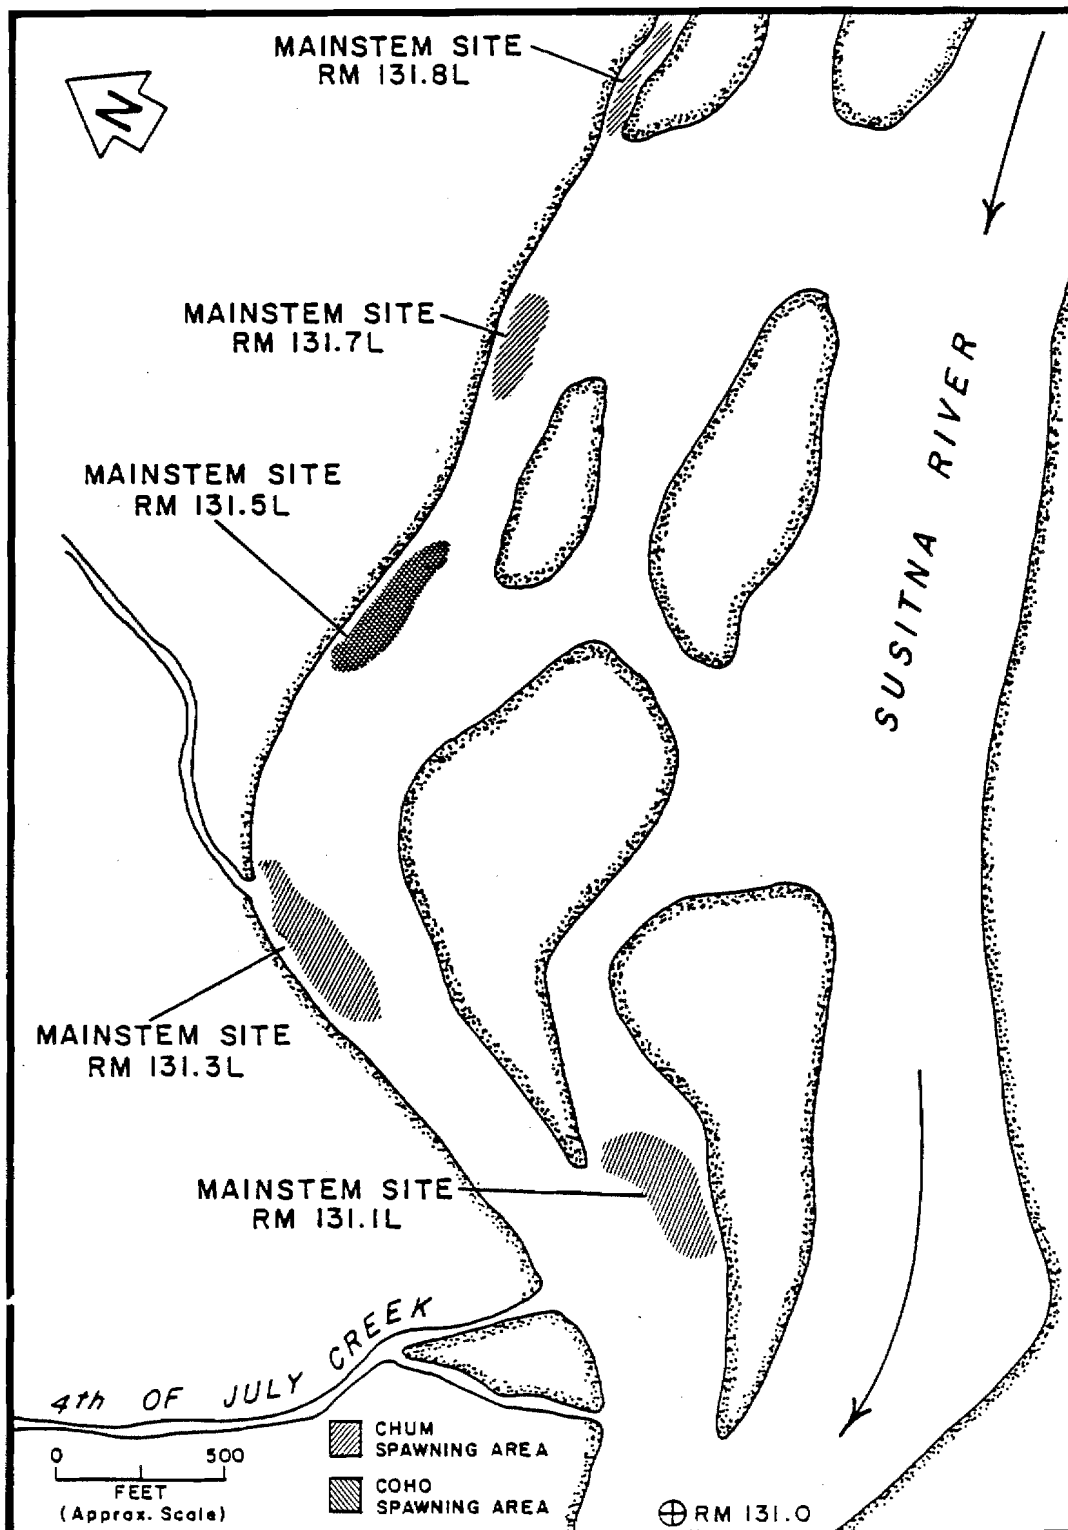 MAINSTEM SITE
RM 131.8L
N
MAINSTEM SITE
RM 131.7L
SUSITNA RIVER
MAINSTEM SITE
RM 131.5L
MAINSTEM SITE
RM 131.3L
MAINSTEM SITE
RM 131.1L
4th OF JULY CREEK
0 500
FEET
(Approx. Scale)
CHUM
SPAWNING AREA
COHO
SPAWNING AREA
RM 131.0